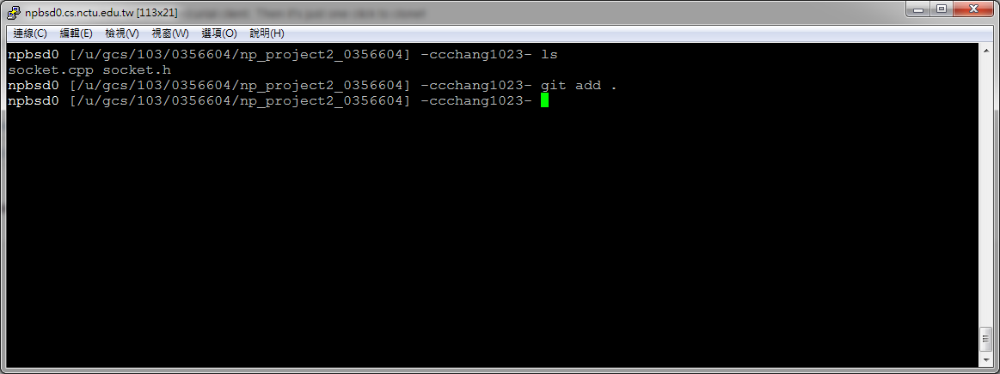 npbsd0.cs.nctu.edu.tw [113x21]
連線(C) 編輯(E) 檢視(V) 視窗(W) 選項(O) 說明(H)
npbsd0 [/u/gcs/103/0356604/np_project2_0356604] -ccchang1023- ls
socket.cpp socket.h
npbsd0 [/u/gcs/103/0356604/np_project2_0356604] -ccchang1023- git add .
npbsd0 [/u/gcs/103/0356604/np_project2_0356604] -ccchang1023-